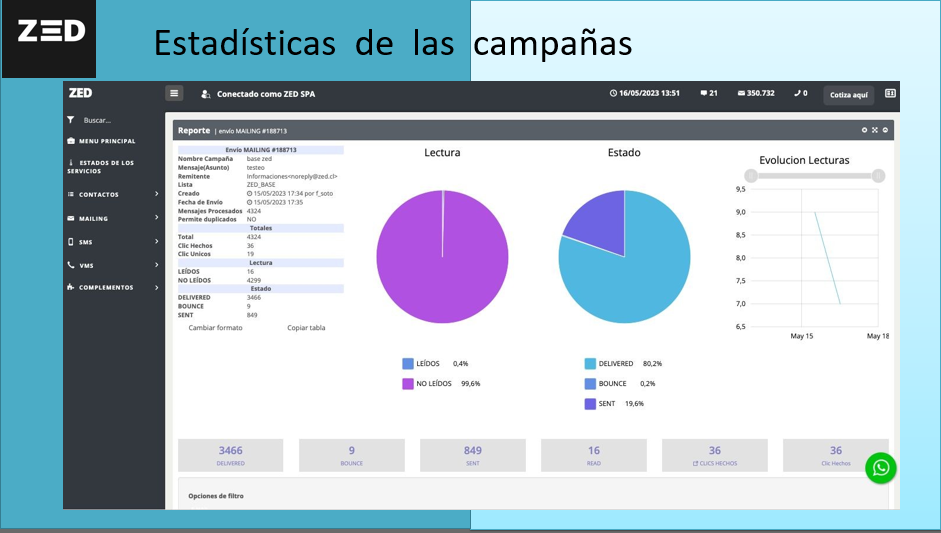 ZED
Estadísticas de las campañas
ZED
Conectado como ZED SPA
16/05/2023 13:51
21
350.732
0
Cotiza aquí
Buscar...
MENU PRINCIPAL
ESTADOS DE LOS
SERVICIOS
CONTACTOS
MAILING
SMS
VMS
COMPLEMENTOS
Reporte | envío MAILING #188713
Envío MAILING #188713
Nombre Campaña base zed
Mensaje(Asunto) testeo
Remitente Informaciones<noreply@zed.cl>
Lista ZED_BASE
Creado 15/05/2023 17:34 por f_soto
Fecha de Envío 15/05/2023 17:35
Mensajes Procesados 4324
Permite duplicados NO
Totales
Total 4324
Clic Hechos 36
Clic Unicos 19
Lectura
LEÍDOS 16
NO LEÍDOS 4299
Estado
DELIVERED 3466
BOUNCE 9
SENT 849
Cambiar formato Copiar tabla
Lectura
LEÍDOS 0,4%
NO LEÍDOS 99,6%
Estado
DELIVERED 80,2%
BOUNCE 0,2%
SENT 19,6%
Evolucion Lecturas
9,5
9,0
8,5
8,0
7,5
7,0
6,5
May 15 May 18
3466
DELIVERED
9
BOUNCE
849
SENT
16
READ
36
CLICS HECHOS
36
Clic Hechos
Opciones de filtro